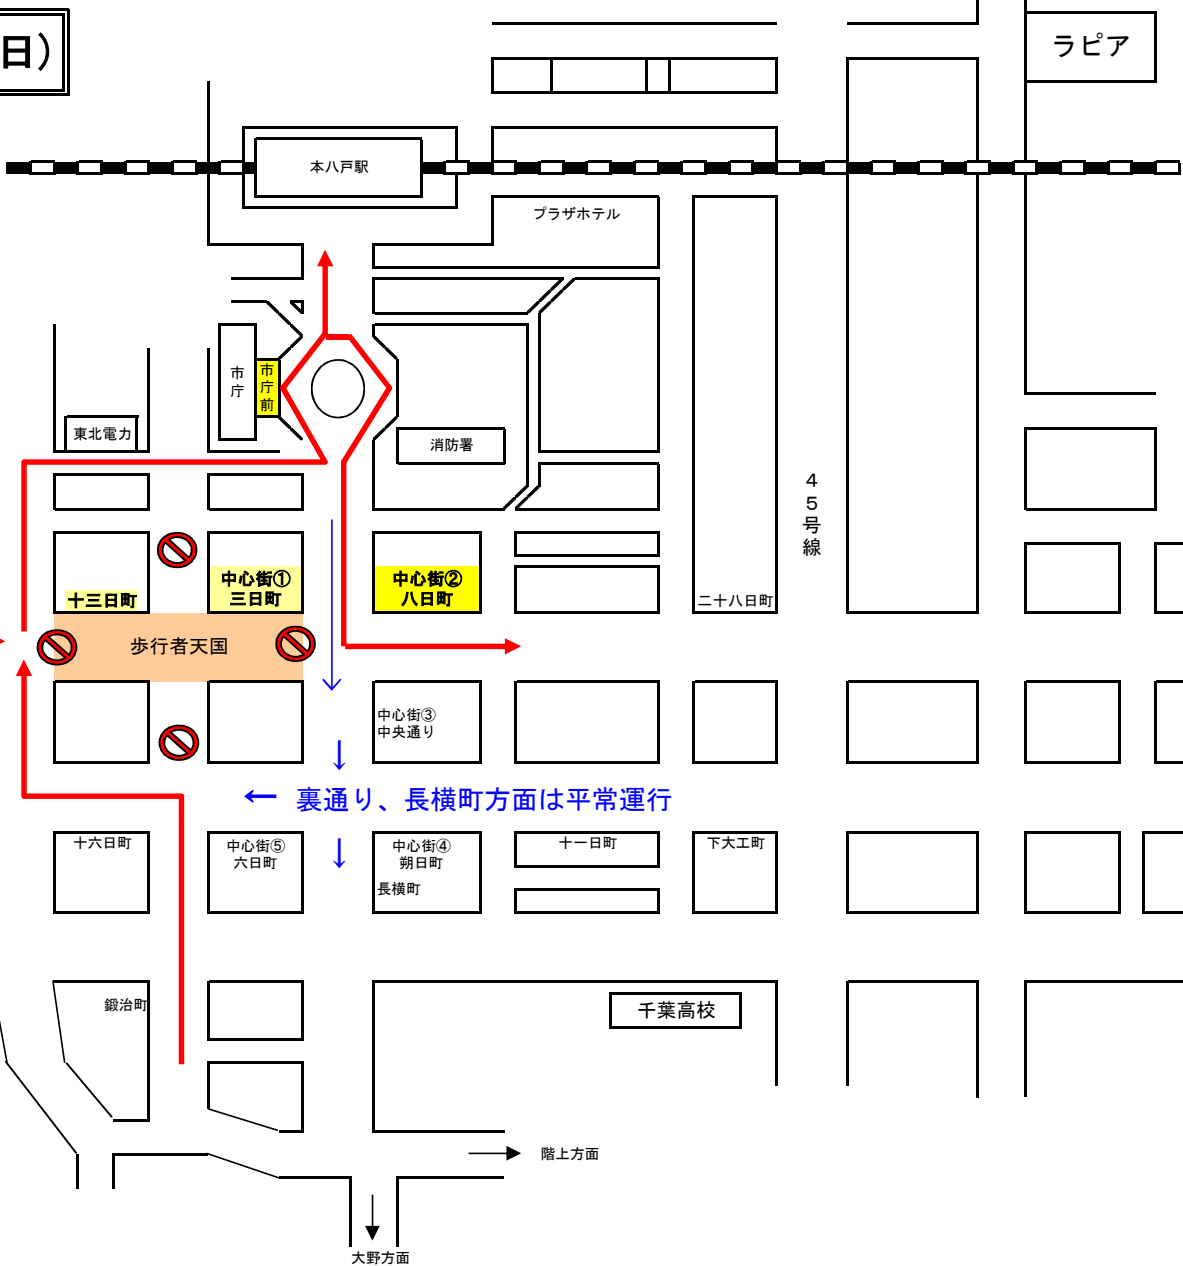 日）
ラピア
本八戸駅
プラザホテル
市庁
市庁前
東北電力
消防署
４５号線
中心街①
三日町
中心街②
八日町
十三日町
二十八日町
歩行者天国
中心街③
中央通り
裏通り、長横町方面は平常運行
十六日町
中心街⑤
六日町
中心街④
朔日町
長横町
十一日町
下大工町
鍛治町
千葉高校
階上方面
大野方面